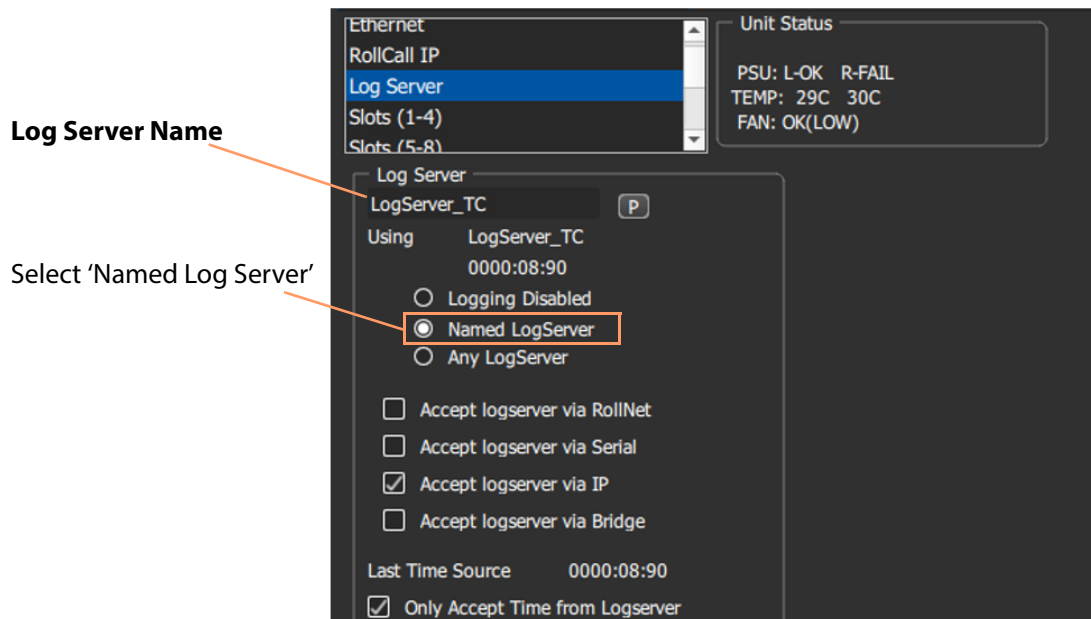 Log Server Name
Select ‘Named Log Server’
Ethernet
RollCall IP
Log Server
Slots (1-4)
Slots (5-8)
Unit Status
PSU: L-OK R-FAIL
TEMP: 29C 30C
FAN: OK(LOW)
Log Server
LogServer_TC P
Using LogServer_TC
0000:08:90
Logging Disabled
Named LogServer
Any LogServer
Accept logserver via RollNet
Accept logserver via Serial
Accept logserver via IP
Accept logserver via Bridge
Last Time Source 0000:08:90
Only Accept Time from Logserver